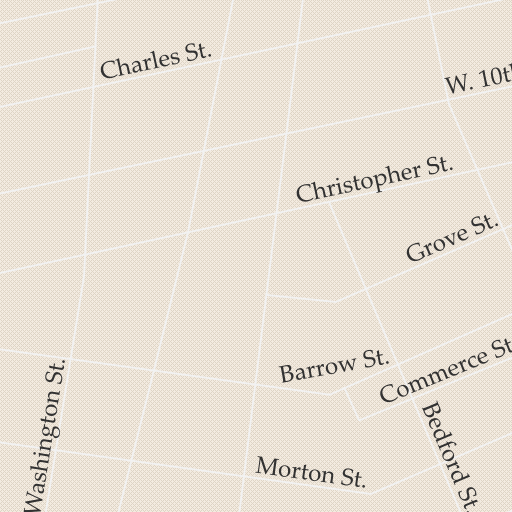 Charles St.
W. 10th
Christopher St.
Grove St.
Barrow St.
Commerce St
Washington St.
Bedford St.
Morton St.